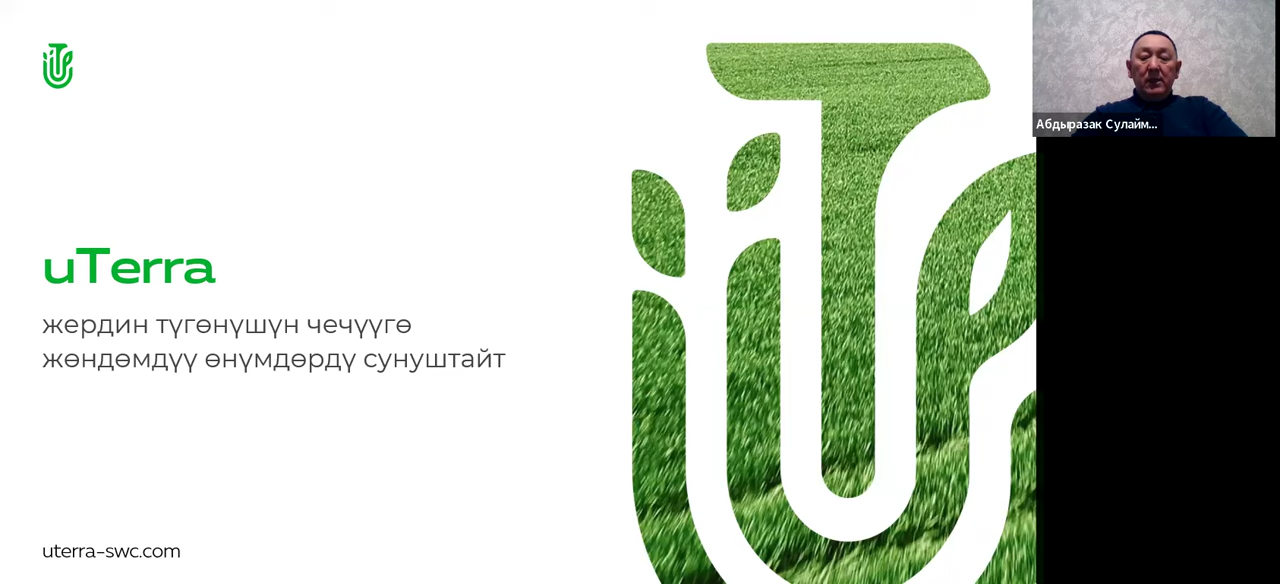 uTerra
жердин түгөнүшүн чечүүгө
жөндөмдүү өнүмдөрдү сунуштайт
uterra-swc.com
Абдыразак Сулайм...